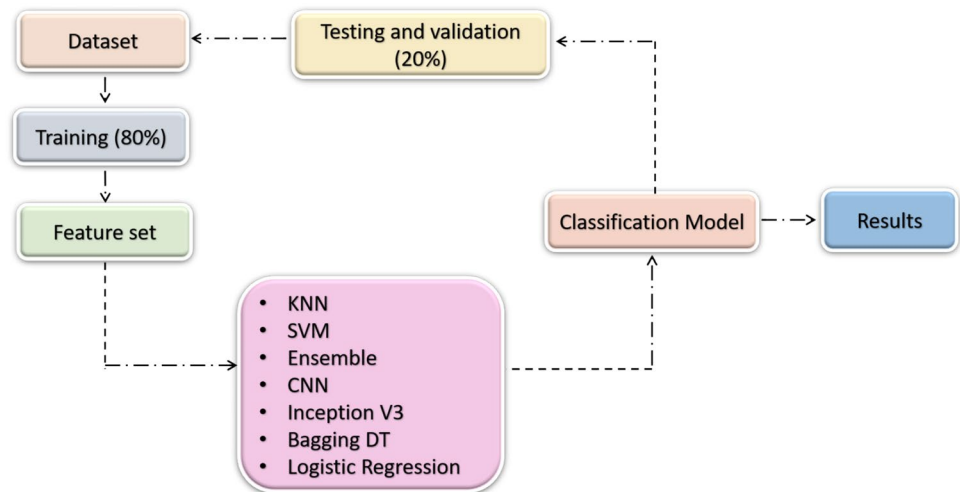 Dataset
Testing and validation
(20%)
Training (80%)
Feature set
Classification Model
Results
• KNN
• SVM
• Ensemble
• CNN
• Inception V3
• Bagging DT
• Logistic Regression